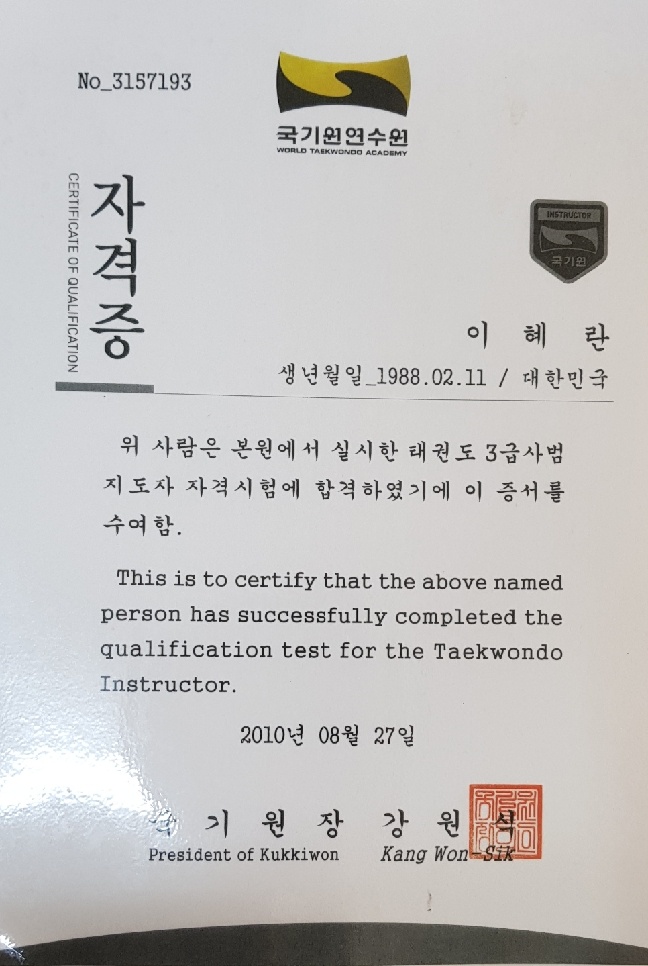 No_3157193
국기원연수원
WORLD TAEKWONDO ACADEMY
자격증
CERTIFICATE OF QUALIFICATION
INSTRUCTOR
국기원
이 혜 란
생년월일_1988.02.11 / 대한민국
위 사람은 본원에서 실시한 태권도 3급사범
지도자 자격시험에 합격하였기에 이 증서를
수여함.
This is to certify that the above named
person has successfully completed the
qualification test for the Taekwondo
Instructor.
2010년 08월 27일
국 기 원 장 강 원 식
President of Kukkiwon Kang Won-Sik